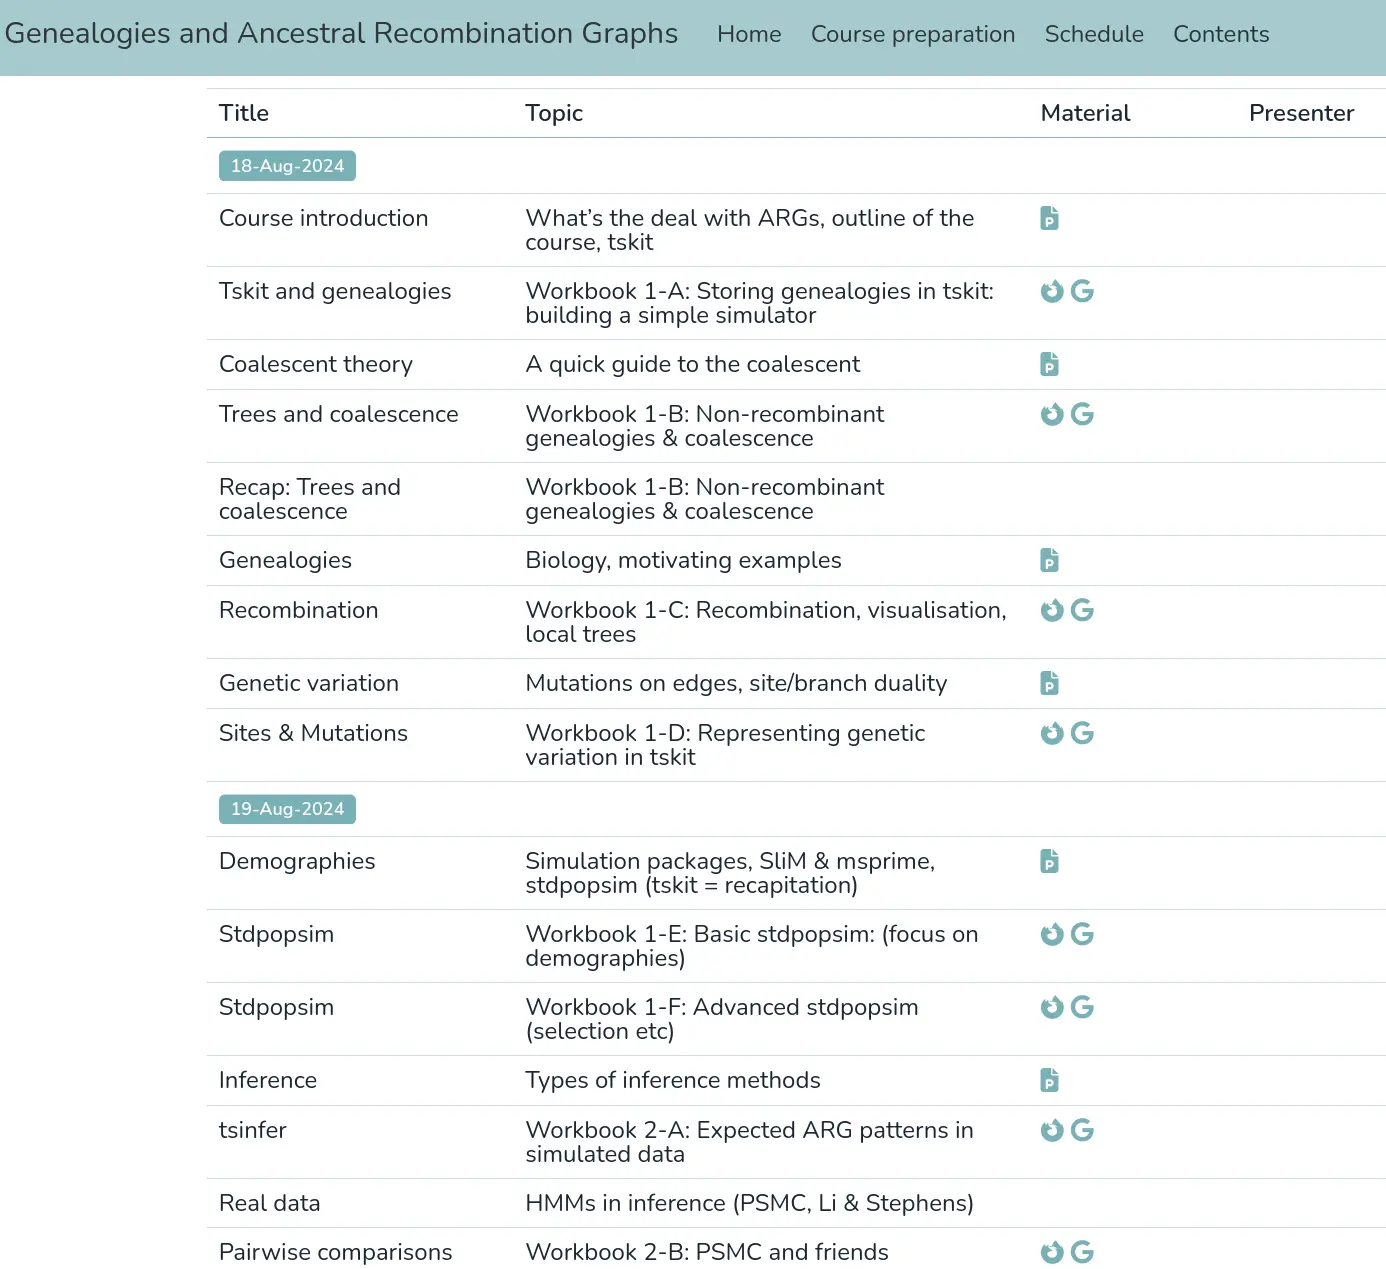 Genealogies and Ancestral Recombination Graphs Home Course preparation Schedule Contents
Title Topic Material Presenter
18-Aug-2024
Course introduction What's the deal with ARGs, outline of the
course, tskit
Tskit and genealogies Workbook 1-A: Storing genealogies in tskit:
building a simple simulator
Coalescent theory A quick guide to the coalescent
Trees and coalescence Workbook 1-B: Non-recombinant
genealogies & coalescence
Recap: Trees and Workbook 1-B: Non-recombinant
coalescence genealogies & coalescence
Genealogies Biology, motivating examples
Recombination Workbook 1-C: Recombination, visualisation,
local trees
Genetic variation Mutations on edges, site/branch duality
Sites & Mutations Workbook 1-D: Representing genetic
variation in tskit
19-Aug-2024
Demographies Simulation packages, SliM & msprime,
stdpopsim (tskit = recapitation)
Stdpopsim Workbook 1-E: Basic stdpopsim: (focus on
demographies)
Stdpopsim Workbook 1-F: Advanced stdpopsim
(selection etc)
Inference Types of inference methods
tsinfer Workbook 2-A: Expected ARG patterns in
simulated data
Real data HMMs in inference (PSMC, Li & Stephens)
Pairwise comparisons Workbook 2-B: PSMC and friends